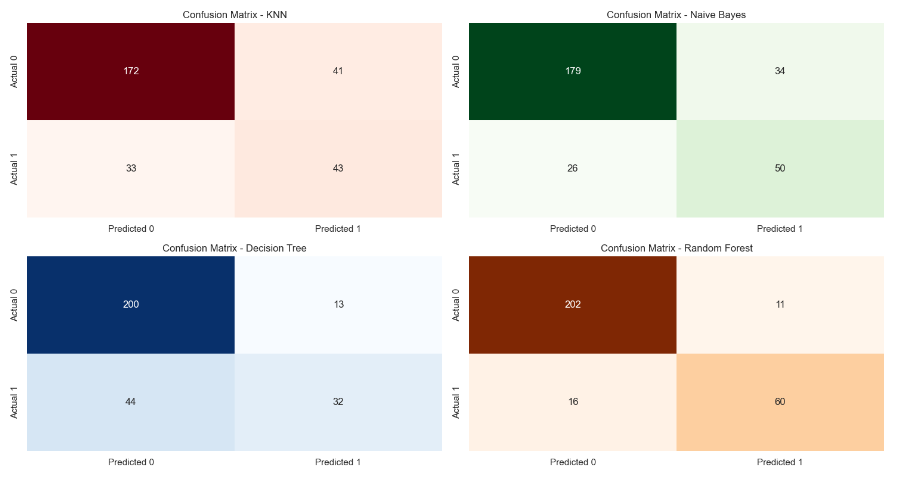 Confusion Matrix - KNN
Actual 0
172
41
Actual 1
33
43
Predicted 0
Predicted 1
Confusion Matrix - Naive Bayes
Actual 0
179
34
Actual 1
26
50
Predicted 0
Predicted 1
Confusion Matrix - Decision Tree
Actual 0
200
13
Actual 1
44
32
Predicted 0
Predicted 1
Confusion Matrix - Random Forest
Actual 0
202
11
Actual 1
16
60
Predicted 0
Predicted 1